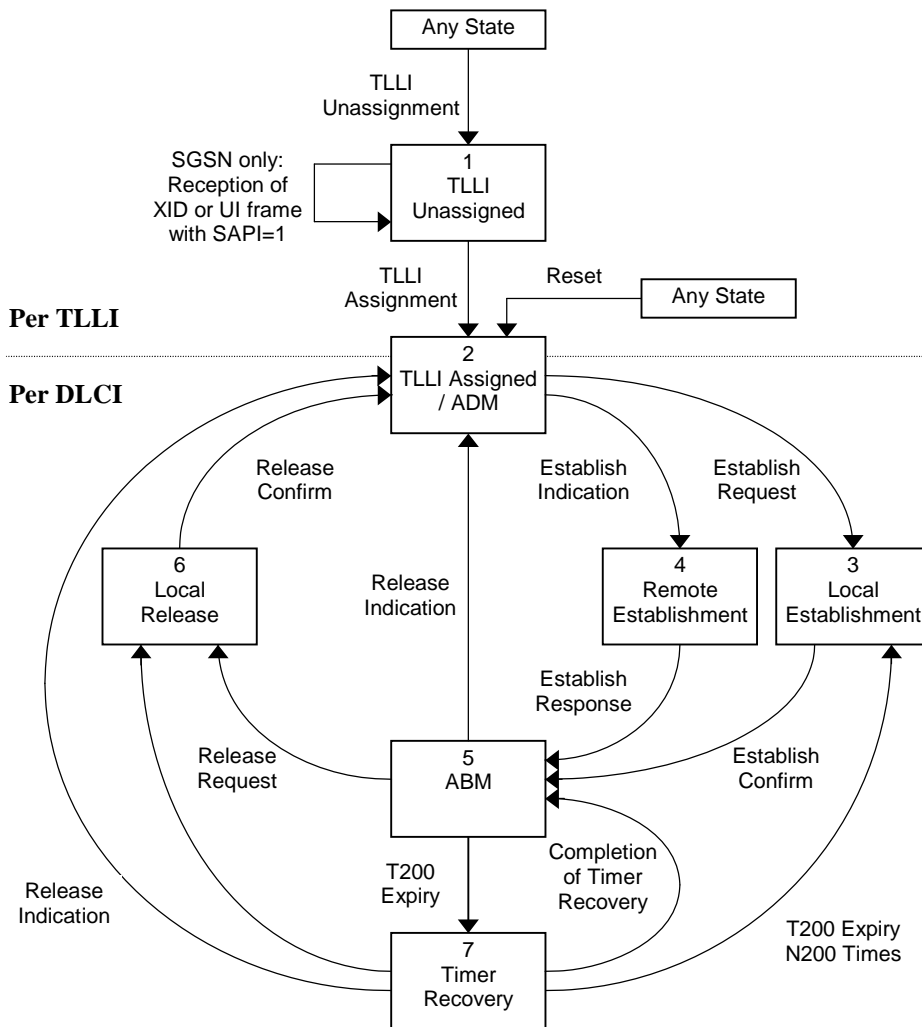 Any State
TLLI
Unassignment
SGSN only:
Reception of
XID or UI frame
with SAPI=1
1
TLLI
Unassigned
TLLI
Assignment
Reset
Any State
Per TLLI
2
TLLI Assigned
/ ADM
Per DLCI
Release
Confirm
Establish
Indication
Establish
Request
6
Local
Release
Release
Indication
4
Remote
Establishment
3
Local
Establishment
Establish
Response
Release
Request
5
ABM
Establish
Confirm
T200
Expiry
Completion
of Timer
Recovery
Release
Indication
T200 Expiry
N200 Times
7
Timer
Recovery